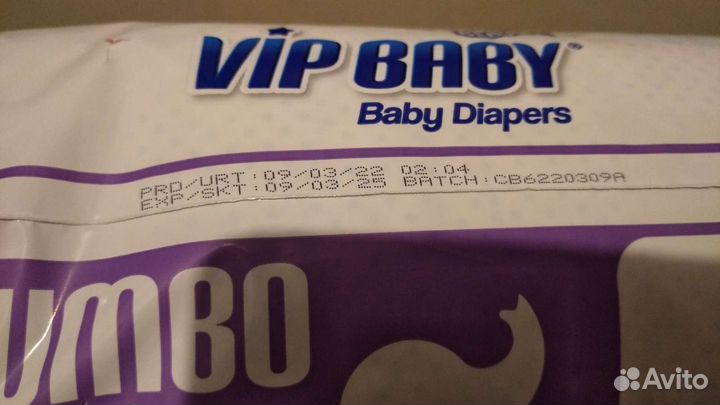 ViP BABY®
Baby Diapers
PRD/URT:09/03/22 02:04
EXP/SKT:09/03/25 BATCH:CB6220309A
UMBO
Avito